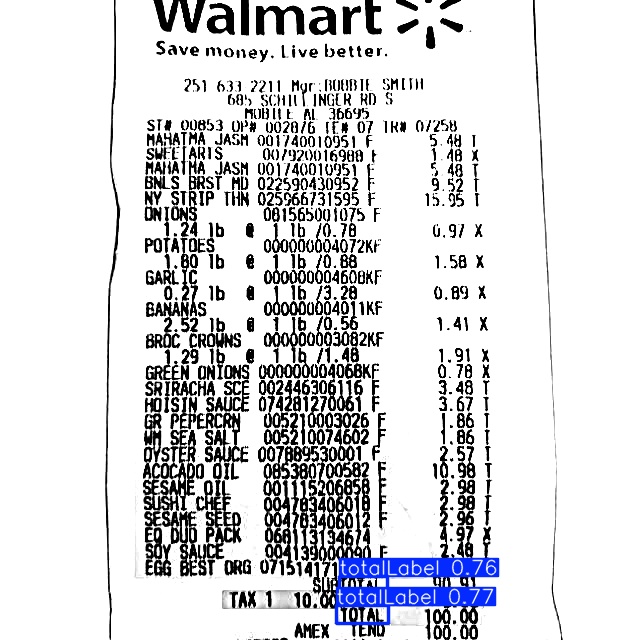 Walmart
Save money. Live better.
251 633 2211 Mgr:BOBBIE SMITH
685 SCHILLINGER RD S
MOBILE AL 36695
ST# 00853 OP# 002876 TE# 07 TR# 07258
MAHATMA JASM 001740010951 F 5.48 T
SWEETARTS 007920016988 F 1.48 X
MAHATMA JASM 001740010951 F 5.48 T
BNLS BRST MD 022590430952 F 9.52 T
NY STRIP THN 025966731595 F 15.95 T
ONIONS 081565001075 F
1.24 lb @ 1 lb /0.78 0.97 X
POTATOES 000000004072KF
1.80 lb @ 1 lb /0.88 1.58 X
GARLIC 000000004608KF
0.27 lb @ 1 lb /3.28 0.89 X
BANANAS 000000004011KF
2.52 lb @ 1 lb /0.56 1.41 X
BROC CROWNS 000000003082KF
1.29 lb @ 1 lb /1.48 1.91 X
GREEN ONIONS 000000004068KF 0.78 X
SRIRACHA SCE 002446306116 F 3.48 T
HOISIN SAUCE 074281270061 F 3.67 T
GR PEPERCRN 005210003026 F 1.86 T
WM SEA SALT 005210074602 F 1.86 T
OYSTER SAUCE 007889530001 F 2.57 T
ACOCADO OIL 085380700582 F 10.98 T
SESAME OIL 001115206858 F 2.98 T
SUSHI CHEF 004783406018 F 2.98 T
SESAME SEED 004783406012 F 2.96 T
EQ DUO PACK 068113134674 4.97 X
SOY SAUCE 004139000090 F 2.48 T
EGG BEST ORG 071514171 totalLabel 0.76
SUBTOTAL 90.91
TAX 1 10.00 totalLabel 0.77
TOTAL 100.00
AMEX TEND 100.00